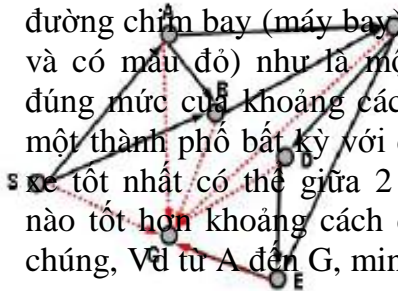 A
đường chim bay (máy bay)
và có màu đỏ) như là mộ
đúng mức của khoảng các
B
một thành phố bất kỳ với
D
S
xe tốt nhất có thể giữa 2
nào tốt hơn khoảng cách
G
chúng, Vd từ A đến G, min
E